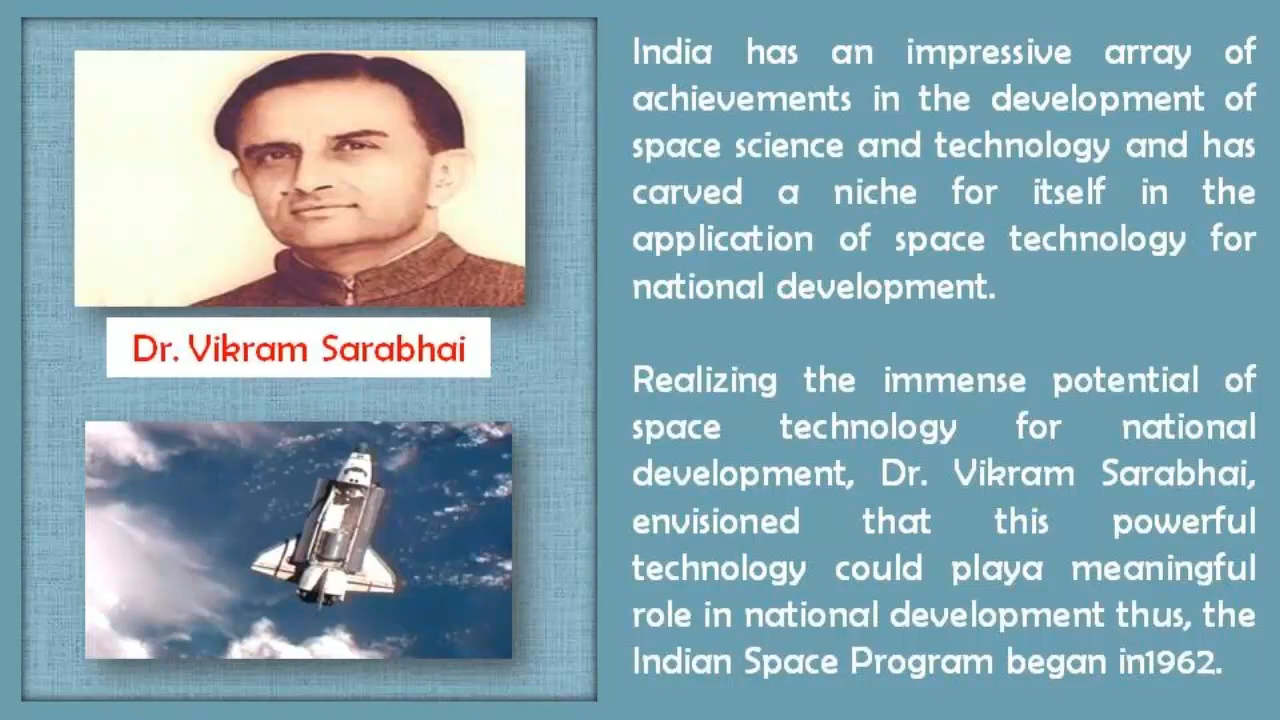 Dr. Vikram Sarabhai
India has an impressive array of
achievements in the development of
space science and technology and has
carved a niche for itself in the
application of space technology for
national development.
Realizing the immense potential of
space technology for national
development, Dr. Vikram Sarabhai,
envisioned that this powerful
technology could playa meaningful
role in national development thus, the
Indian Space Program began in1962.